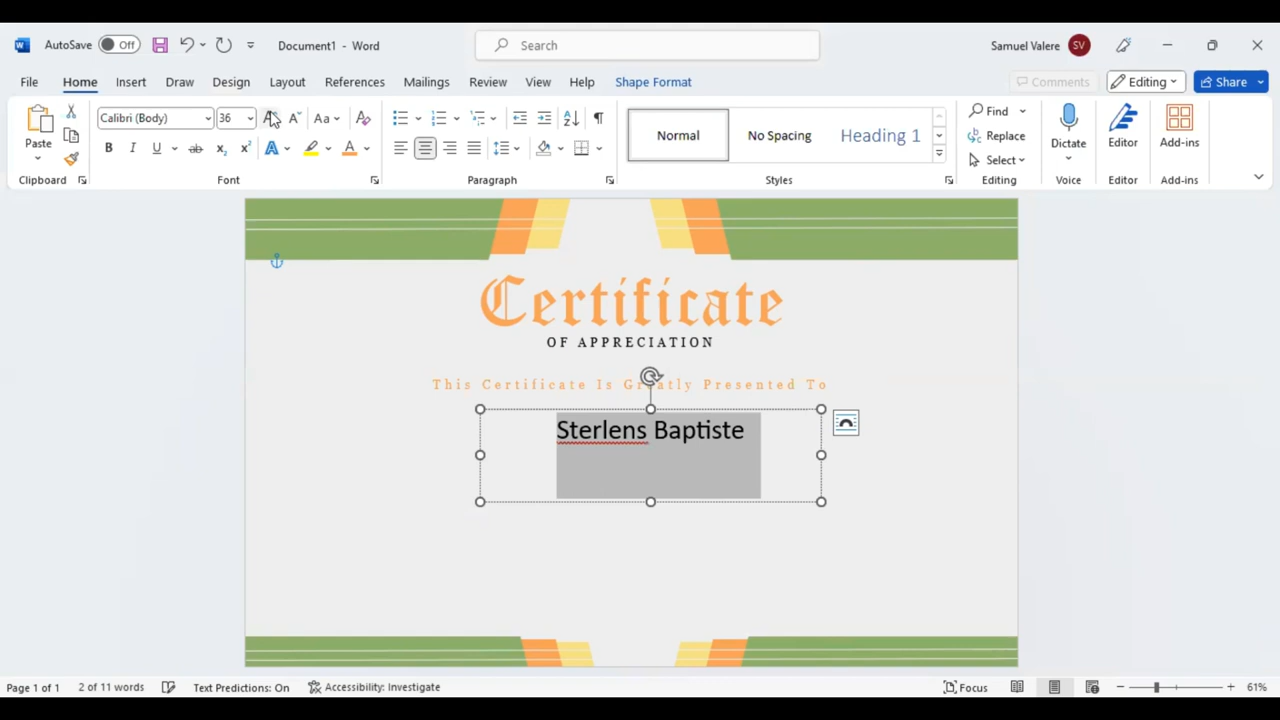 AutoSave Off Document1 - Word Search Samuel Valere SV
File Home Insert Draw Design Layout References Mailings Review View Help Shape Format Comments Editing Share
Paste Calibri (Body) 36 Aa Normal No Spacing Heading 1 Find Replace Select Dictate Editor Add-ins
Clipboard Font Paragraph Styles Editing Voice Editor Add-ins
Certificate
OF APPRECIATION
This Certificate Is Greatly Presented To
Sterlens Baptiste
Page 1 of 1 2 of 11 words Text Predictions: On Accessibility: Investigate Focus 61%